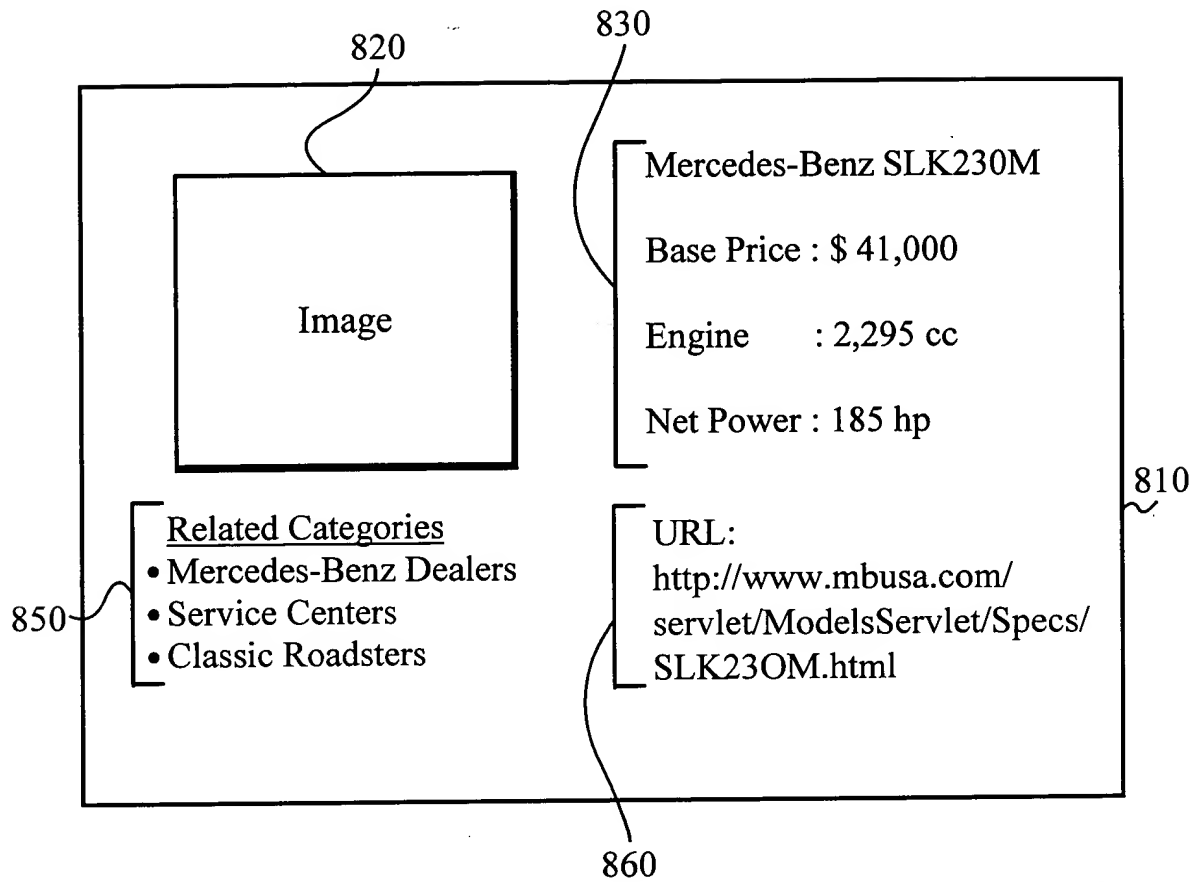 820
830
Image
Mercedes-Benz SLK230M
Base Price : $ 41,000
Engine : 2,295 cc
Net Power : 185 hp
810
850
Related Categories
• Mercedes-Benz Dealers
• Service Centers
• Classic Roadsters
URL:
http://www.mbusa.com/
servlet/ModelsServlet/Specs/
SLK23OM.html
860